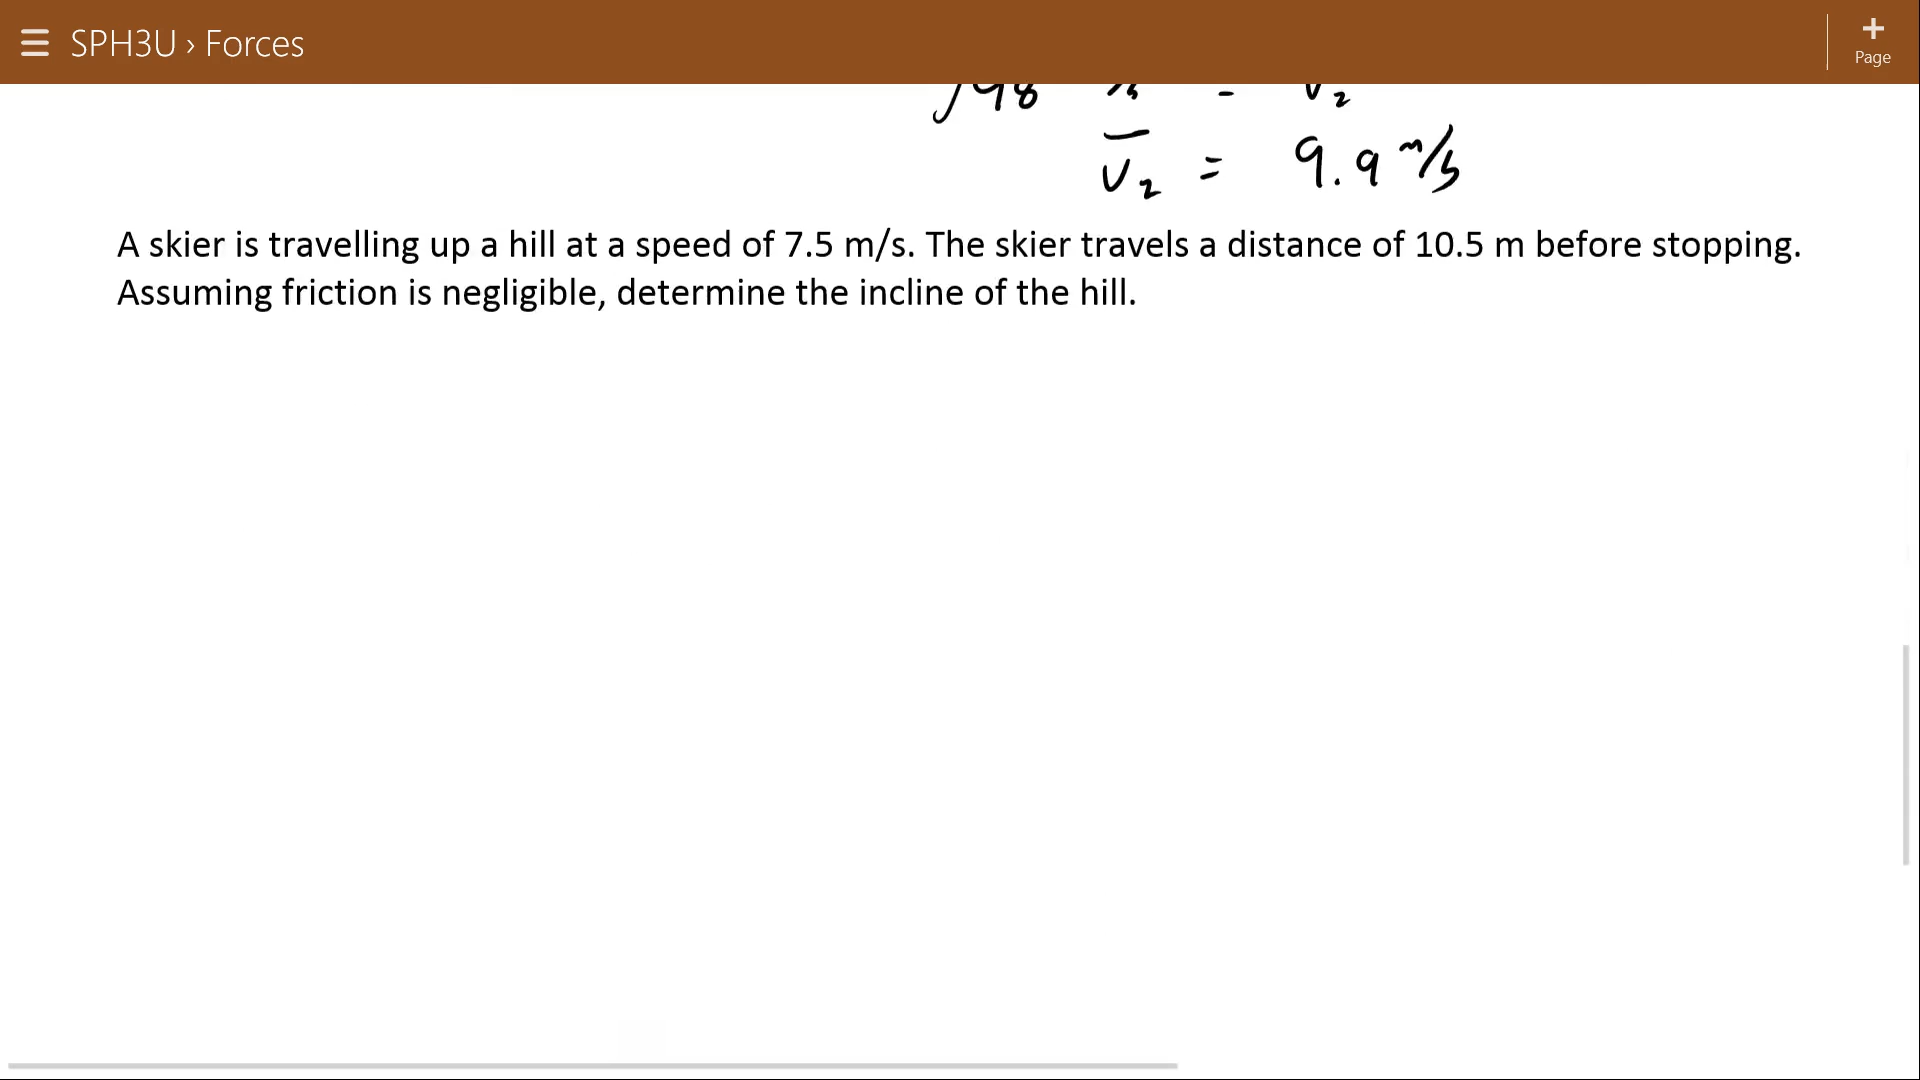 SPH3U › Forces
Page
v₂ = 9.9 m/s
A skier is travelling up a hill at a speed of 7.5 m/s. The skier travels a distance of 10.5 m before stopping.
Assuming friction is negligible, determine the incline of the hill.